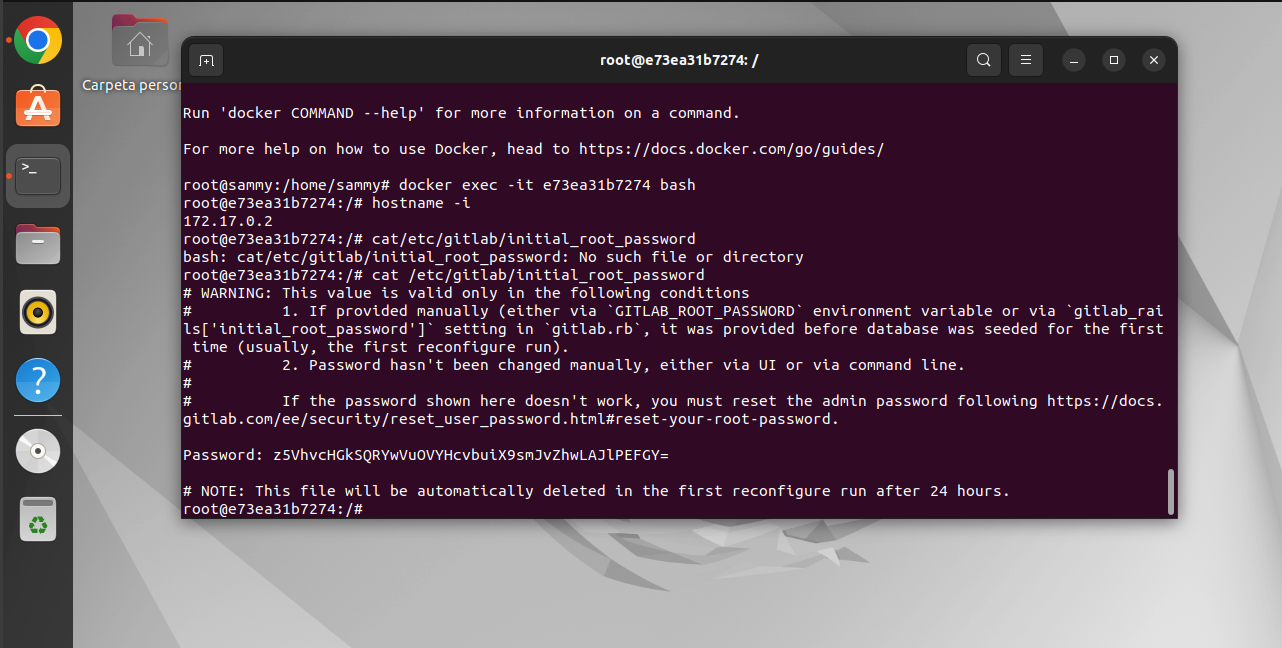 root@e73ea31b7274: /
Carpeta person
Run 'docker COMMAND --help' for more information on a command.
For more help on how to use Docker, head to https://docs.docker.com/go/guides/
root@sammy:/home/sammy# docker exec -it e73ea31b7274 bash
root@e73ea31b7274:/# hostname -i
172.17.0.2
root@e73ea31b7274:/# cat/etc/gitlab/initial_root_password
bash: cat/etc/gitlab/initial_root_password: No such file or directory
root@e73ea31b7274:/# cat /etc/gitlab/initial_root_password
# WARNING: This value is valid only in the following conditions
#          1. If provided manually (either via `GITLAB_ROOT_PASSWORD` environment variable or via `gitlab_rai
ls['initial_root_password']` setting in `gitlab.rb`, it was provided before database was seeded for the first
 time (usually, the first reconfigure run).
#          2. Password hasn't been changed manually, either via UI or via command line.
#
#          If the password shown here doesn't work, you must reset the admin password following https://docs.
gitlab.com/ee/security/reset_user_password.html#reset-your-root-password.
Password: z5VhvcHGkSQRYwVuOVYHcvbuiX9smJvZhwLAJlPEFGY=
# NOTE: This file will be automatically deleted in the first reconfigure run after 24 hours.
root@e73ea31b7274:/#